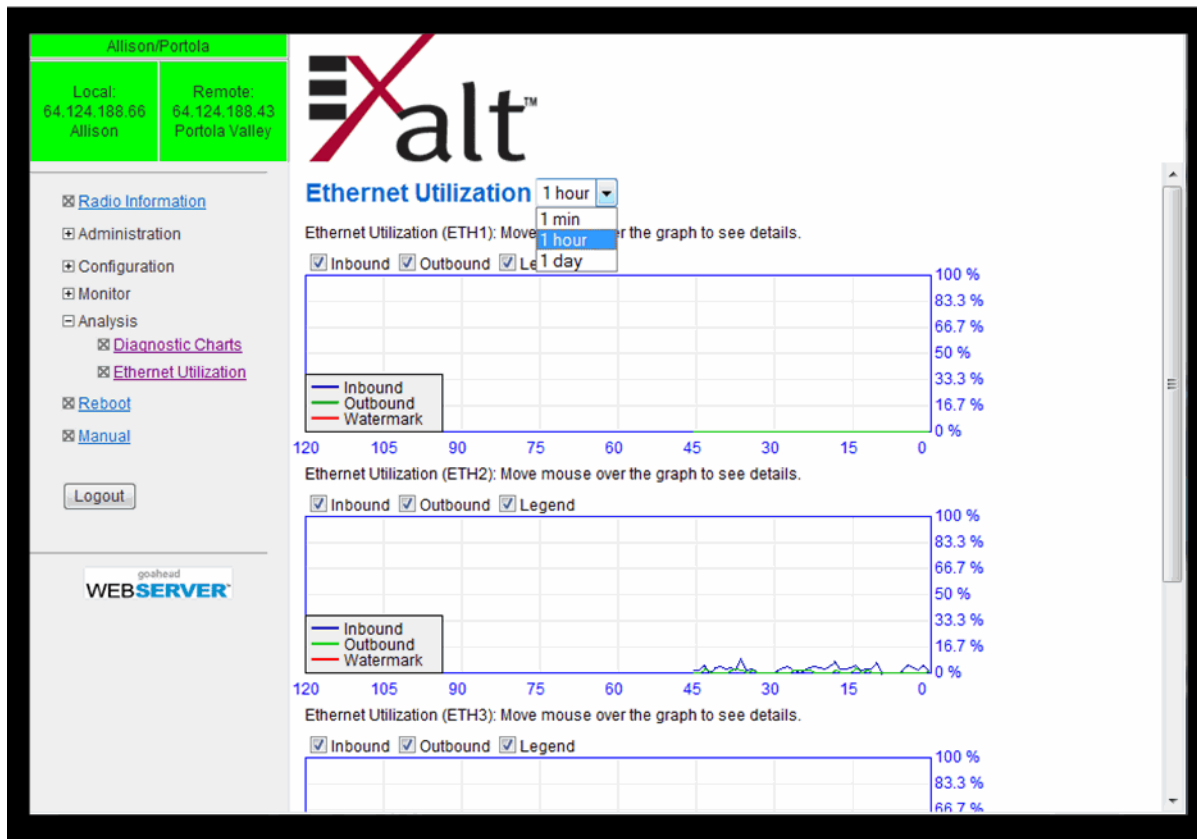 Allison/Portola
Local:
64.124.188.66
Allison
Remote:
64.124.188.43
Portola Valley
Radio Information
Administration
Configuration
Monitor
Analysis
Diagnostic Charts
Ethernet Utilization
Reboot
Manual
Logout
goahead
WEBSERVER
EXalt™
Ethernet Utilization 1 hour
1 min
1 hour
1 day
Ethernet Utilization (ETH1): Move r the graph to see details.
Inbound Outbound Le
100 %
83.3 %
66.7 %
50 %
33.3 %
16.7 %
0 %
Inbound
Outbound
Watermark
120 105 90 75 60 45 30 15 0
Ethernet Utilization (ETH2): Move mouse over the graph to see details.
Inbound Outbound Legend
100 %
83.3 %
66.7 %
50 %
33.3 %
16.7 %
0 %
Inbound
Outbound
Watermark
120 105 90 75 60 45 30 15 0
Ethernet Utilization (ETH3): Move mouse over the graph to see details.
Inbound Outbound Legend
100 %
83.3 %
66.7 %